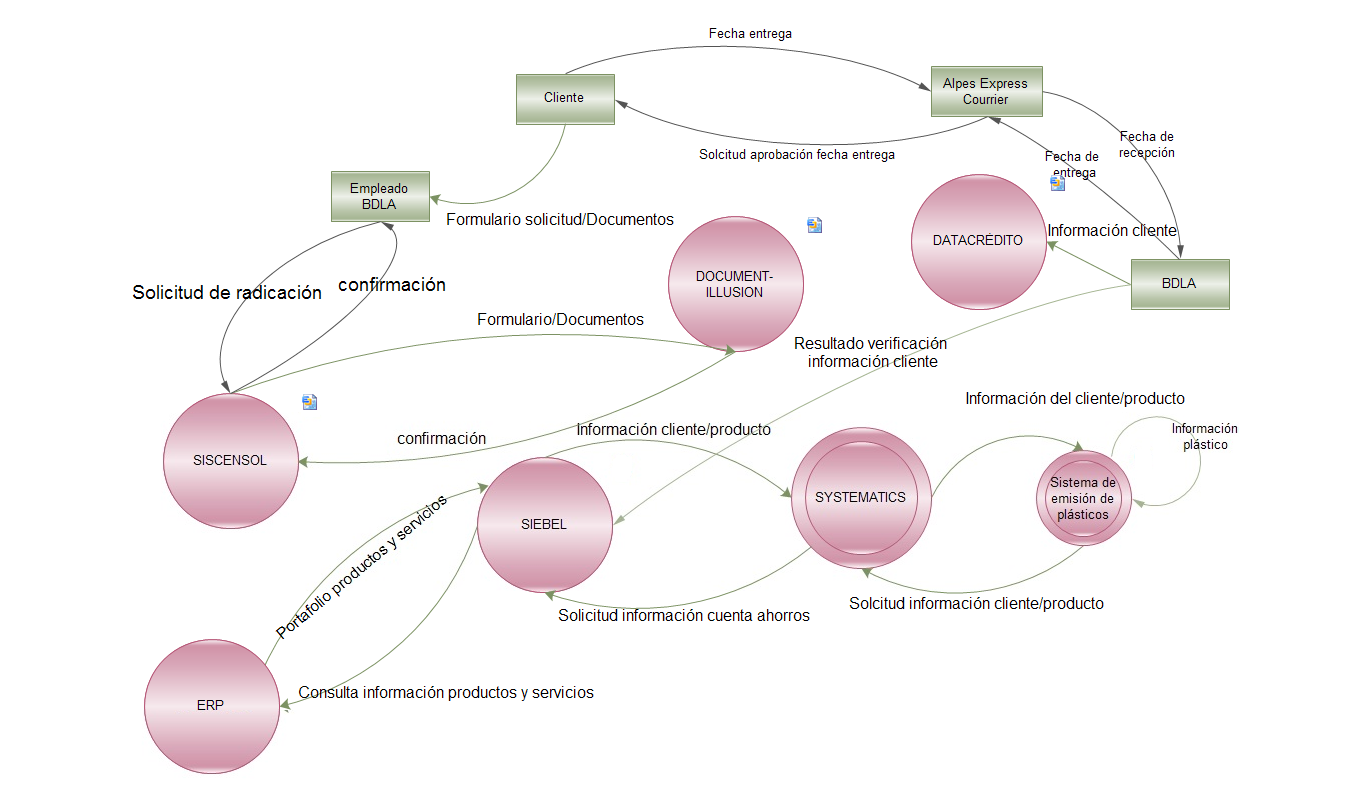 Fecha entrega
Cliente
Alpes Express
Courrier
Solcitud aprobación fecha entrega
Fecha de
recepción
Fecha de
entrega
Empleado
BDLA
Formulario solicitud/Documentos
DATACRÉDITO
Información cliente
BDLA
DOCUMENT-
ILLUSION
Solicitud de radicación
confirmación
Formulario/Documentos
Resultado verificación
información cliente
Información del cliente/producto
Información
plástico
confirmación
Información cliente/producto
SISCENSOL
SYSTEMATICS
Sistema de
emisión de
plásticos
SIEBEL
Portafolio productos y servicios
Solicitud información cuenta ahorros
Solcitud información cliente/producto
Consulta información productos y servicios
ERP